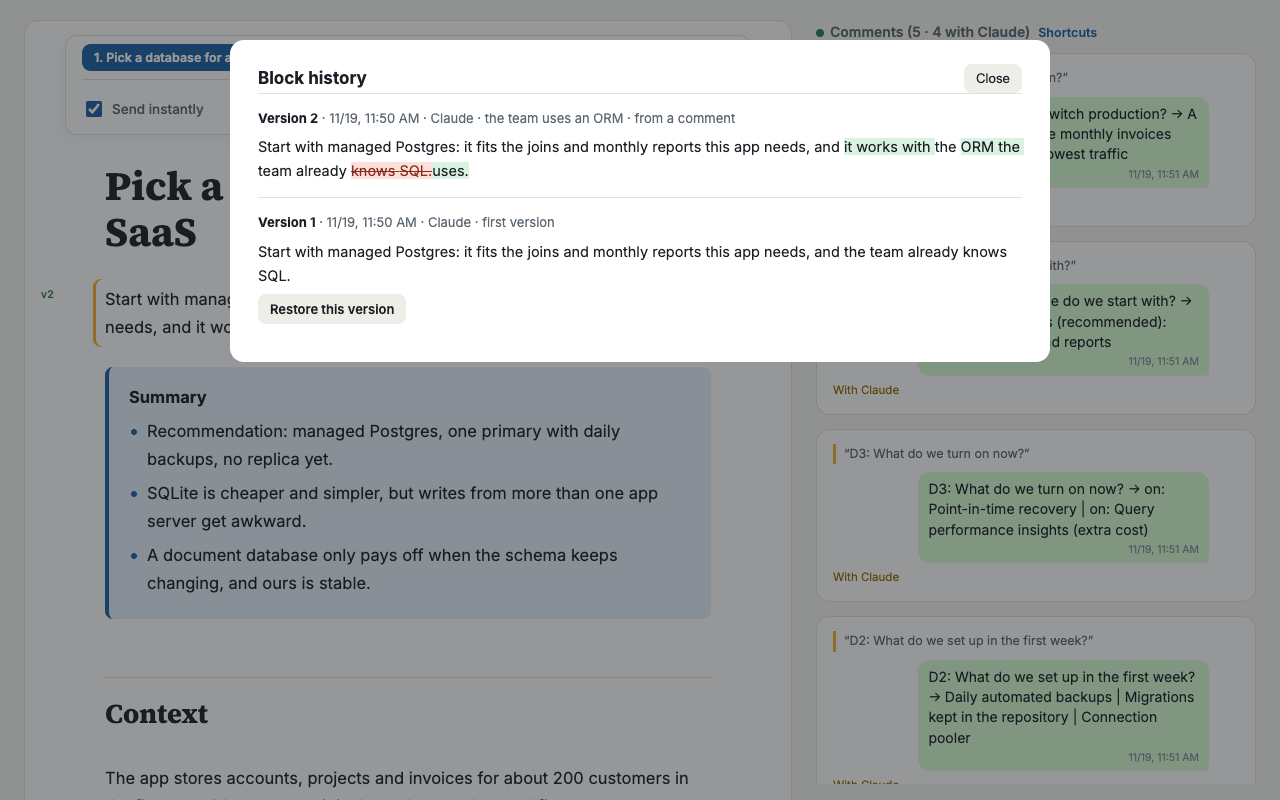 1. Pick a database for a
Send instantly
Pick a
SaaS
v2
Start with manag
needs, and it wo
Summary
Recommendation: managed Postgres, one primary with daily
backups, no replica yet.
SQLite is cheaper and simpler, but writes from more than one app
server get awkward.
A document database only pays off when the schema keeps
changing, and ours is stable.
Context
The app stores accounts, projects and invoices for about 200 customers in
Block history
Close
Version 2 · 11/19, 11:50 AM · Claude · the team uses an ORM · from a comment
Start with managed Postgres: it fits the joins and monthly reports this app needs, and it works with the ORM the
team already knows SQL.uses.
Version 1 · 11/19, 11:50 AM · Claude · first version
Start with managed Postgres: it fits the joins and monthly reports this app needs, and the team already knows
SQL.
Restore this version
Comments (5 · 4 with Claude) Shortcuts
n?”
witch production? → A
e monthly invoices
owest traffic
11/19, 11:51 AM
ith?”
e do we start with? →
s (recommended):
d reports
11/19, 11:51 AM
With Claude
“D3: What do we turn on now?”
D3: What do we turn on now? → on:
Point-in-time recovery | on: Query
performance insights (extra cost)
11/19, 11:51 AM
With Claude
“D2: What do we set up in the first week?”
D2: What do we set up in the first week?
→ Daily automated backups | Migrations
kept in the repository | Connection
pooler
11/19, 11:51 AM
With Claude